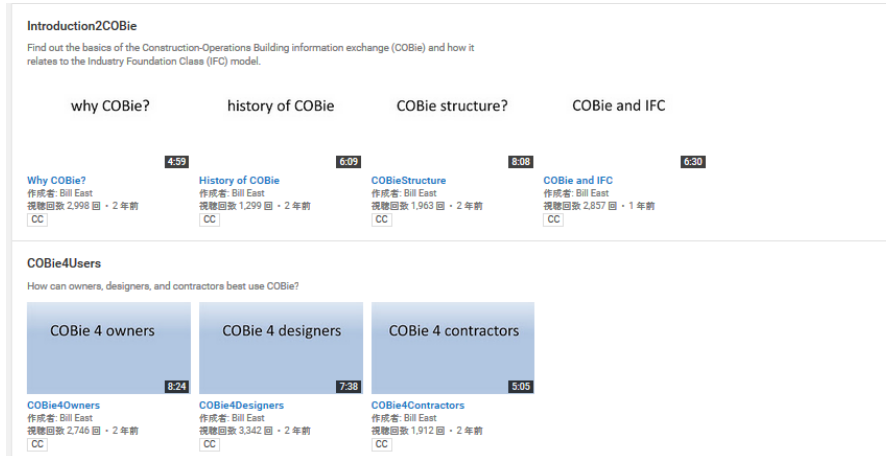 Introduction2COBie
Find out the basics of the Construction-Operations Building information exchange (COBie) and how it
relates to the Industry Foundation Class (IFC) model.
why COBie?
history of COBie
COBie structure?
COBie and IFC
4:59
6:09
8:08
6:30
Why COBie?
History of COBie
COBieStructure
COBie and IFC
作成者: Bill East
作成者: Bill East
作成者: Bill East
作成者: Bill East
視聴回数 2,998 回 • 2 年前
視聴回数 1,299 回 • 2 年前
視聴回数 1,963 回 • 2 年前
視聴回数 2,857 回 • 1 年前
CC
CC
CC
CC
COBie4Users
How can owners, designers, and contractors best use COBie?
COBie 4 owners
COBie 4 designers
COBie 4 contractors
8:24
7:38
5:05
COBie4Owners
COBie4Designers
COBie4Contractors
作成者: Bill East
作成者: Bill East
作成者: Bill East
視聴回数 2,746 回 • 2 年前
視聴回数 3,342 回 • 2 年前
視聴回数 1,912 回 • 2 年前
CC
CC
CC